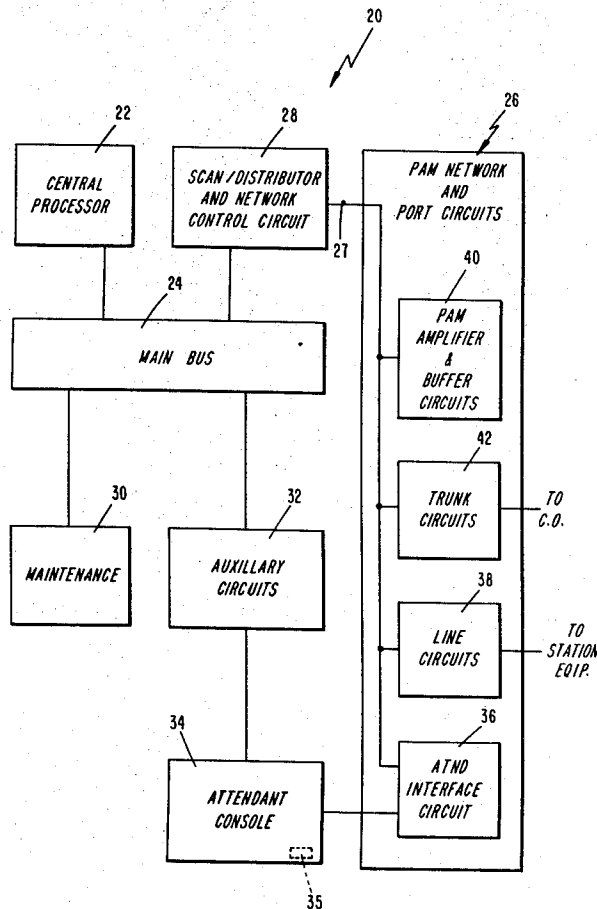 20
22
28
26
CENTRAL
PROCESSOR
SCAN/DISTRIBUTOR
AND NETWORK
CONTROL CIRCUIT
27
PAM NETWORK
AND
PORT CIRCUITS
24
MAIN BUS
40
PAM
AMPLIFIER
&
BUFFER
CIRCUITS
42
TRUNK
CIRCUITS
TO
C.O.
30
MAINTENANCE
32
AUXILLARY
CIRCUITS
38
LINE
CIRCUITS
TO
STATION
EQIP.
34
ATTENDANT
CONSOLE
35
36
ATND
INTERFACE
CIRCUIT